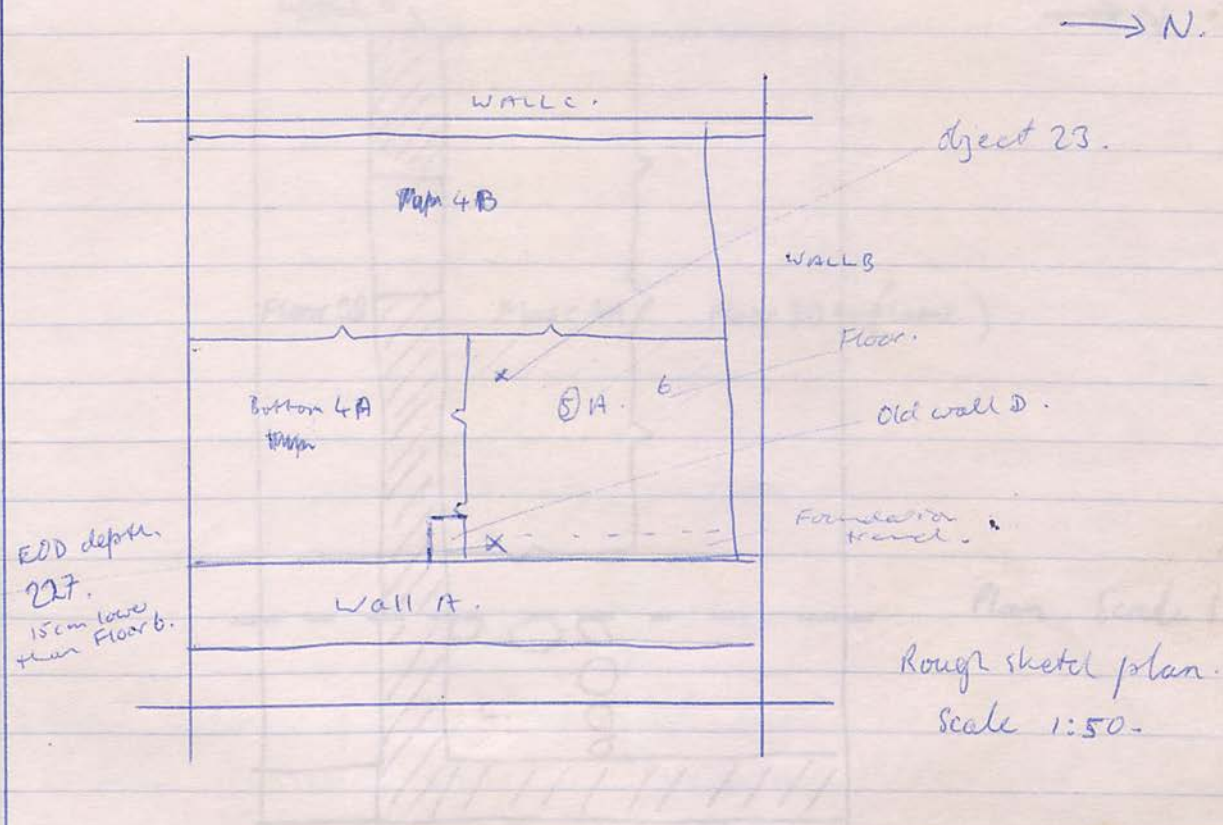 N.
WALL C.
object 23.
4 B
WALL B
Floor.
Bottom 4A
⑤ 1A.
6
Old wall D.
Foundation
trench.
EOD depth.
227.
15cm lower
than Floor 6.
Wall A.
Rough sketch plan.
Scale 1:50.